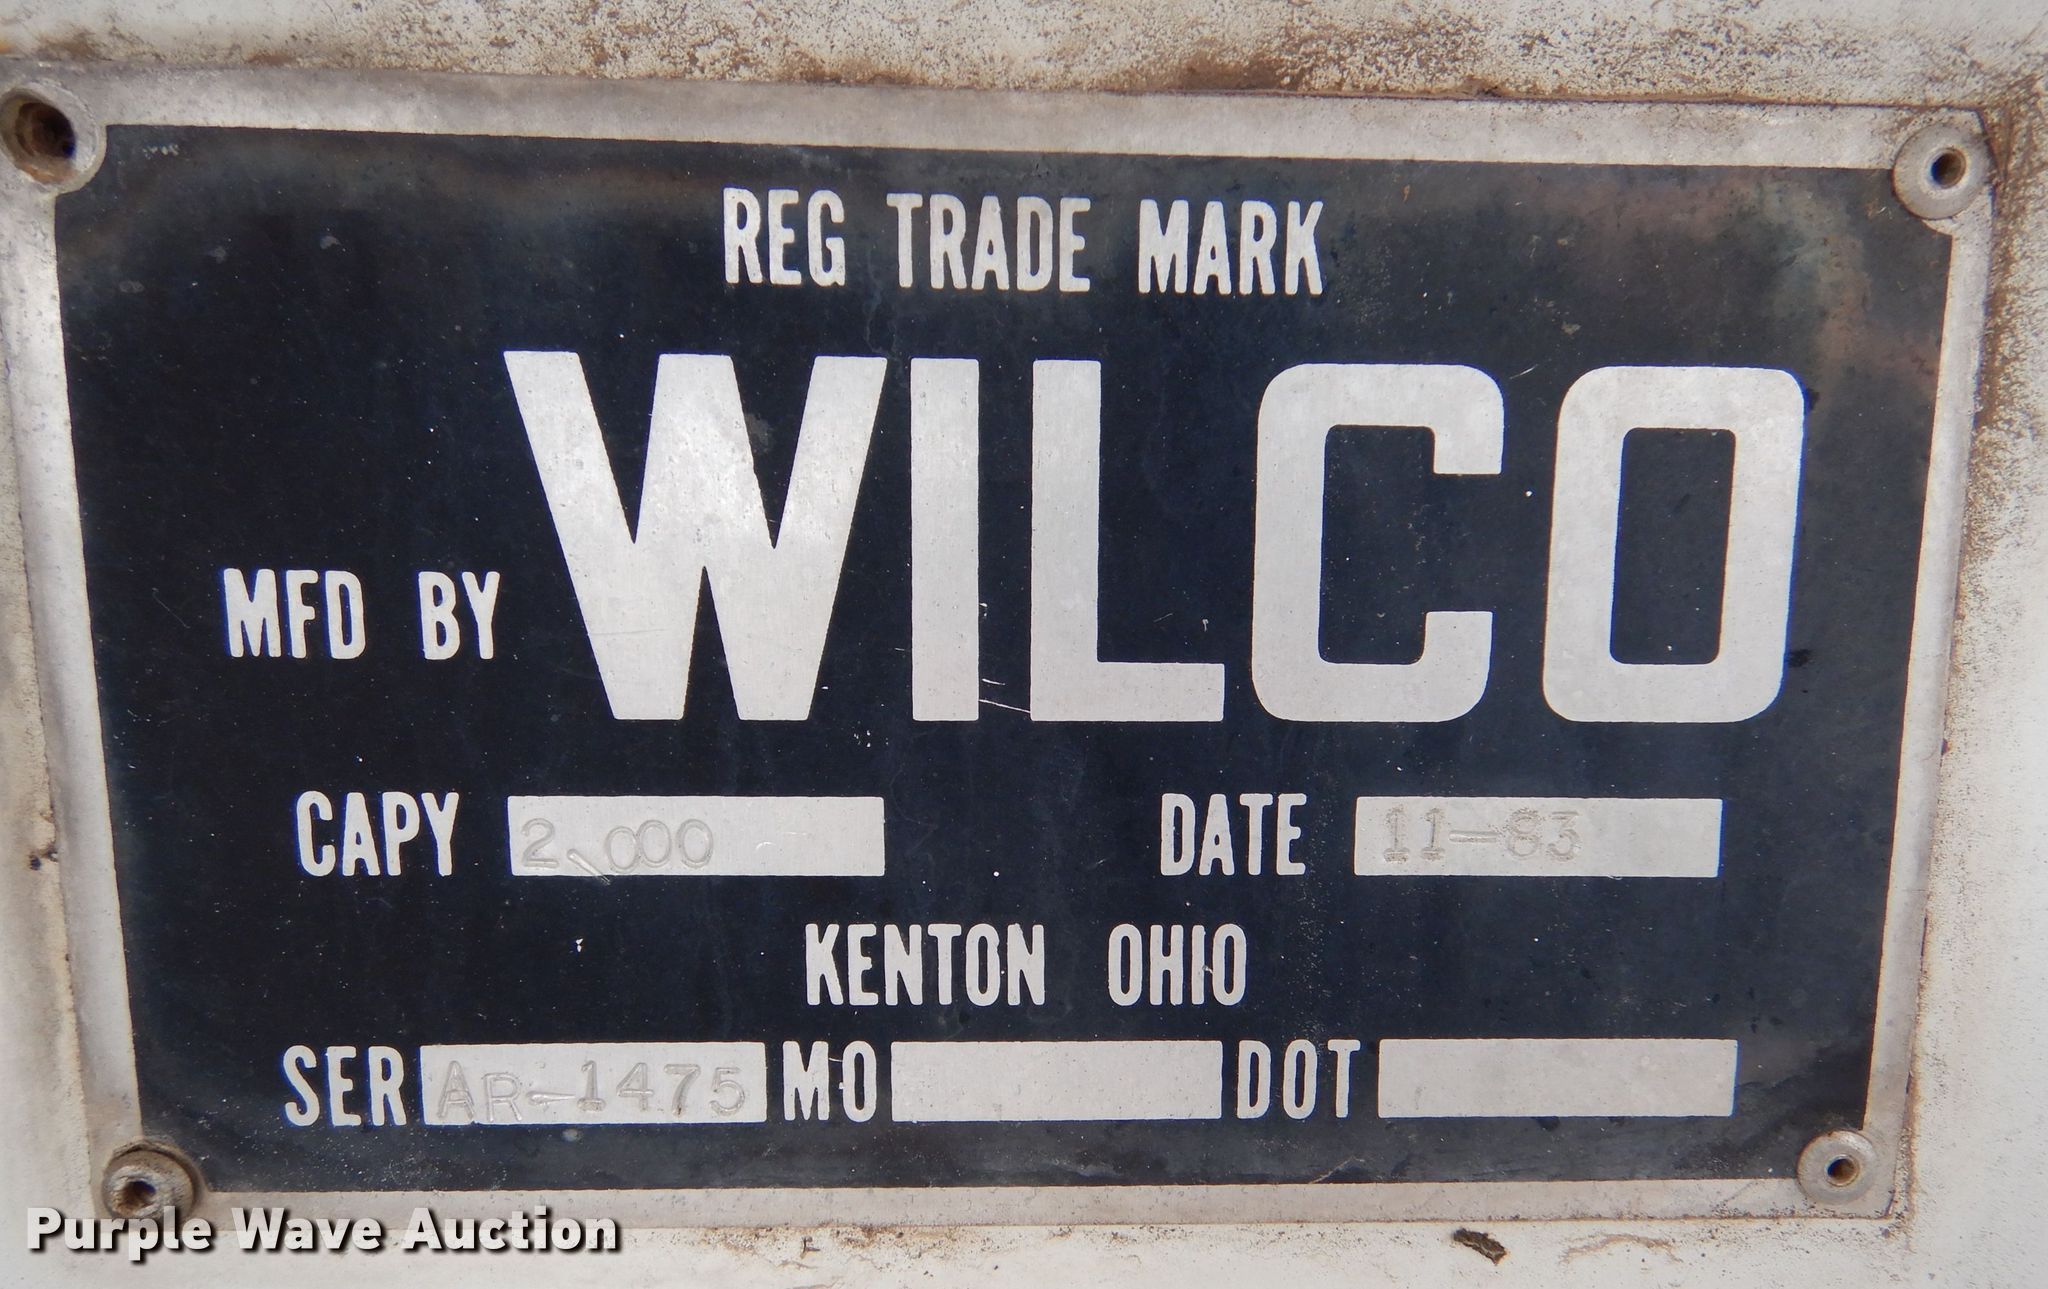 REG TRADE MARK
MFD BY WILCO
CAPY 2,000 DATE 11-83
KENTON OHIO
SER AR-1475 MO DOT
Purple Wave Auction